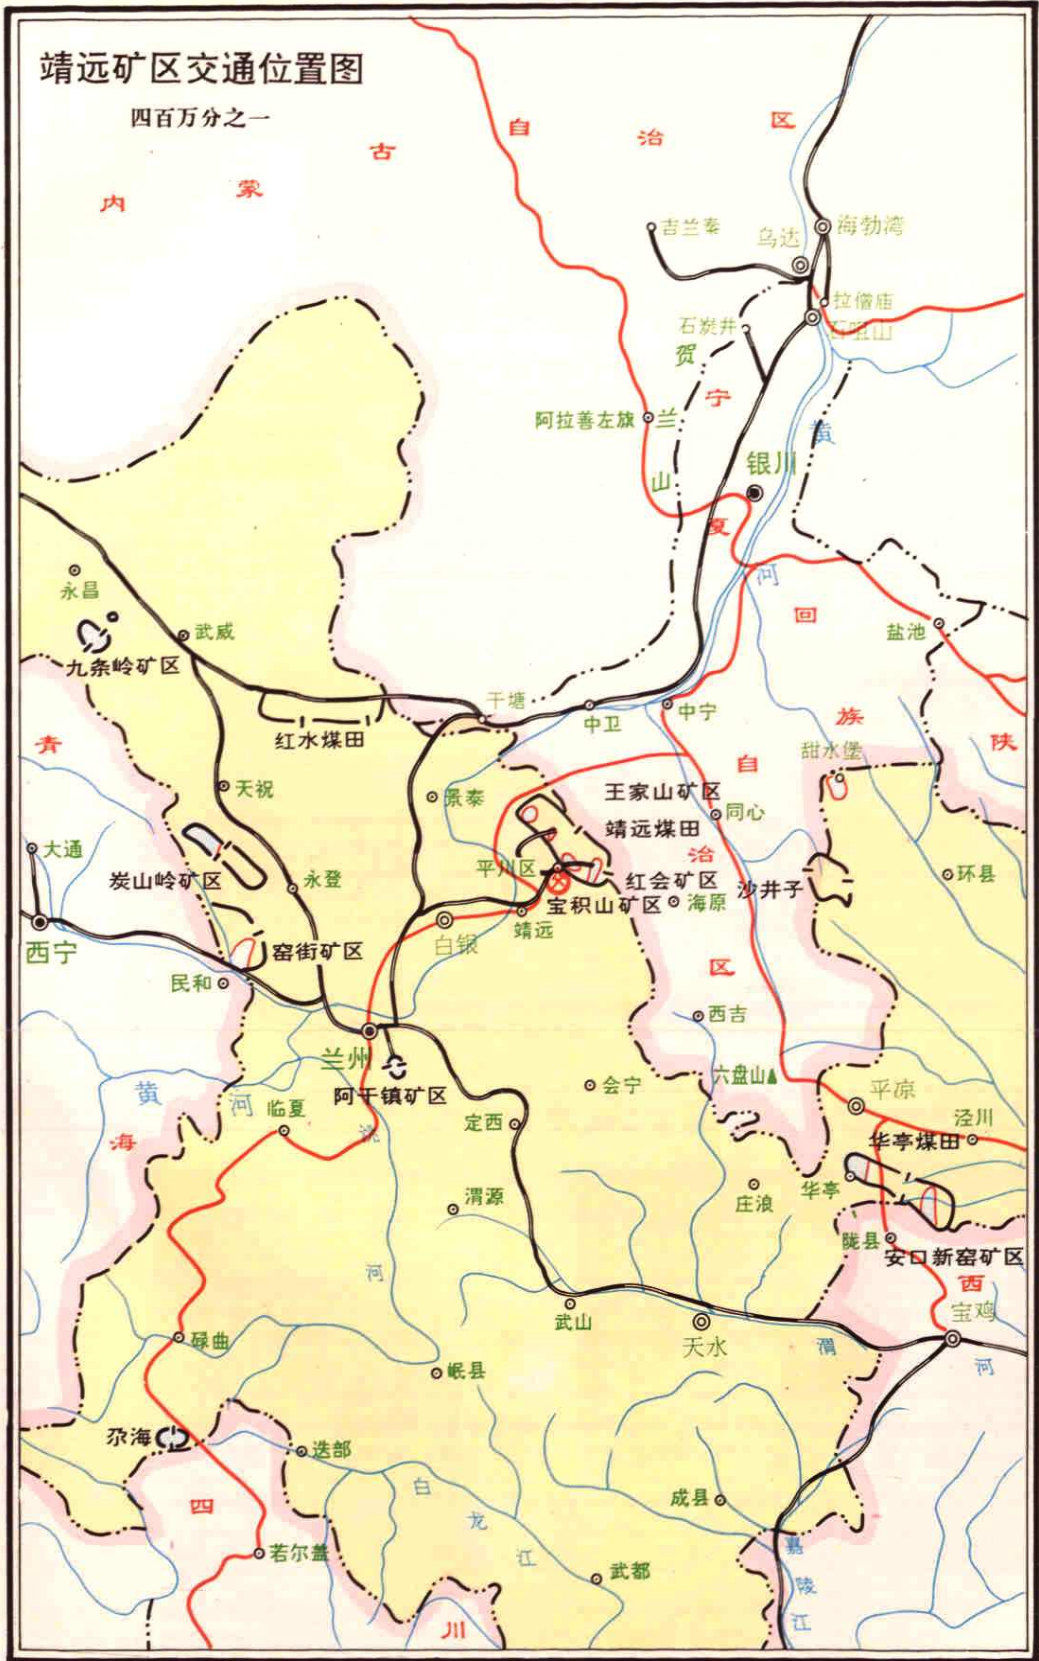 靖远矿区交通位置图
四百万分之一
内蒙古自治区
吉兰泰
乌达
海勃湾
拉僧庙
石炭井
石咀山
贺兰山
阿拉善左旗
银川
黄河
宁夏回族自治区
永昌
武威
九条岭矿区
盐池
干塘
中卫
中宁
红水煤田
青海
陕西
甜水堡
天祝
景泰
王家山矿区
靖远煤田
同心
大通
炭山岭矿区
永登
平川区
红会矿区
沙井子
环县
宝积山矿区
海原
靖远
白银
西宁
窑街矿区
民和
西吉
兰州
阿干镇矿区
会宁
六盘山
平凉
黄河
临夏
洮河
定西
泾川
华亭煤田
渭源
庄浪
华亭
陇县
安口新窑矿区
武山
天水
渭河
宝鸡
碌曲
岷县
尕海
迭部
白龙江
成县
四川
若尔盖
武都
嘉陵江